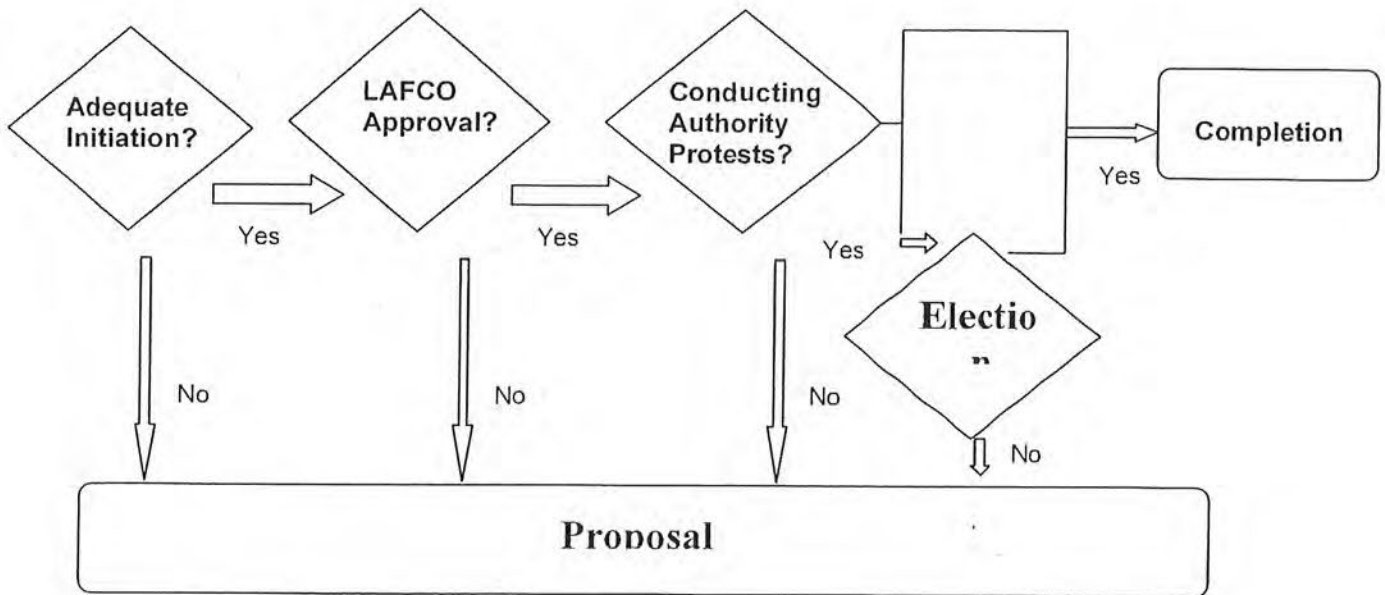 Adequate
Initiation?
LAFCO
Approval?
Conducting
Authority
Protests?
Completion
Yes
Yes
Yes
Yes
Electio
n
No
No
No
No
Proposal